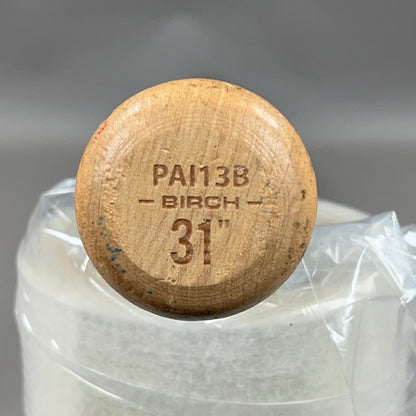 PAI13B
- BIRCH -
31"